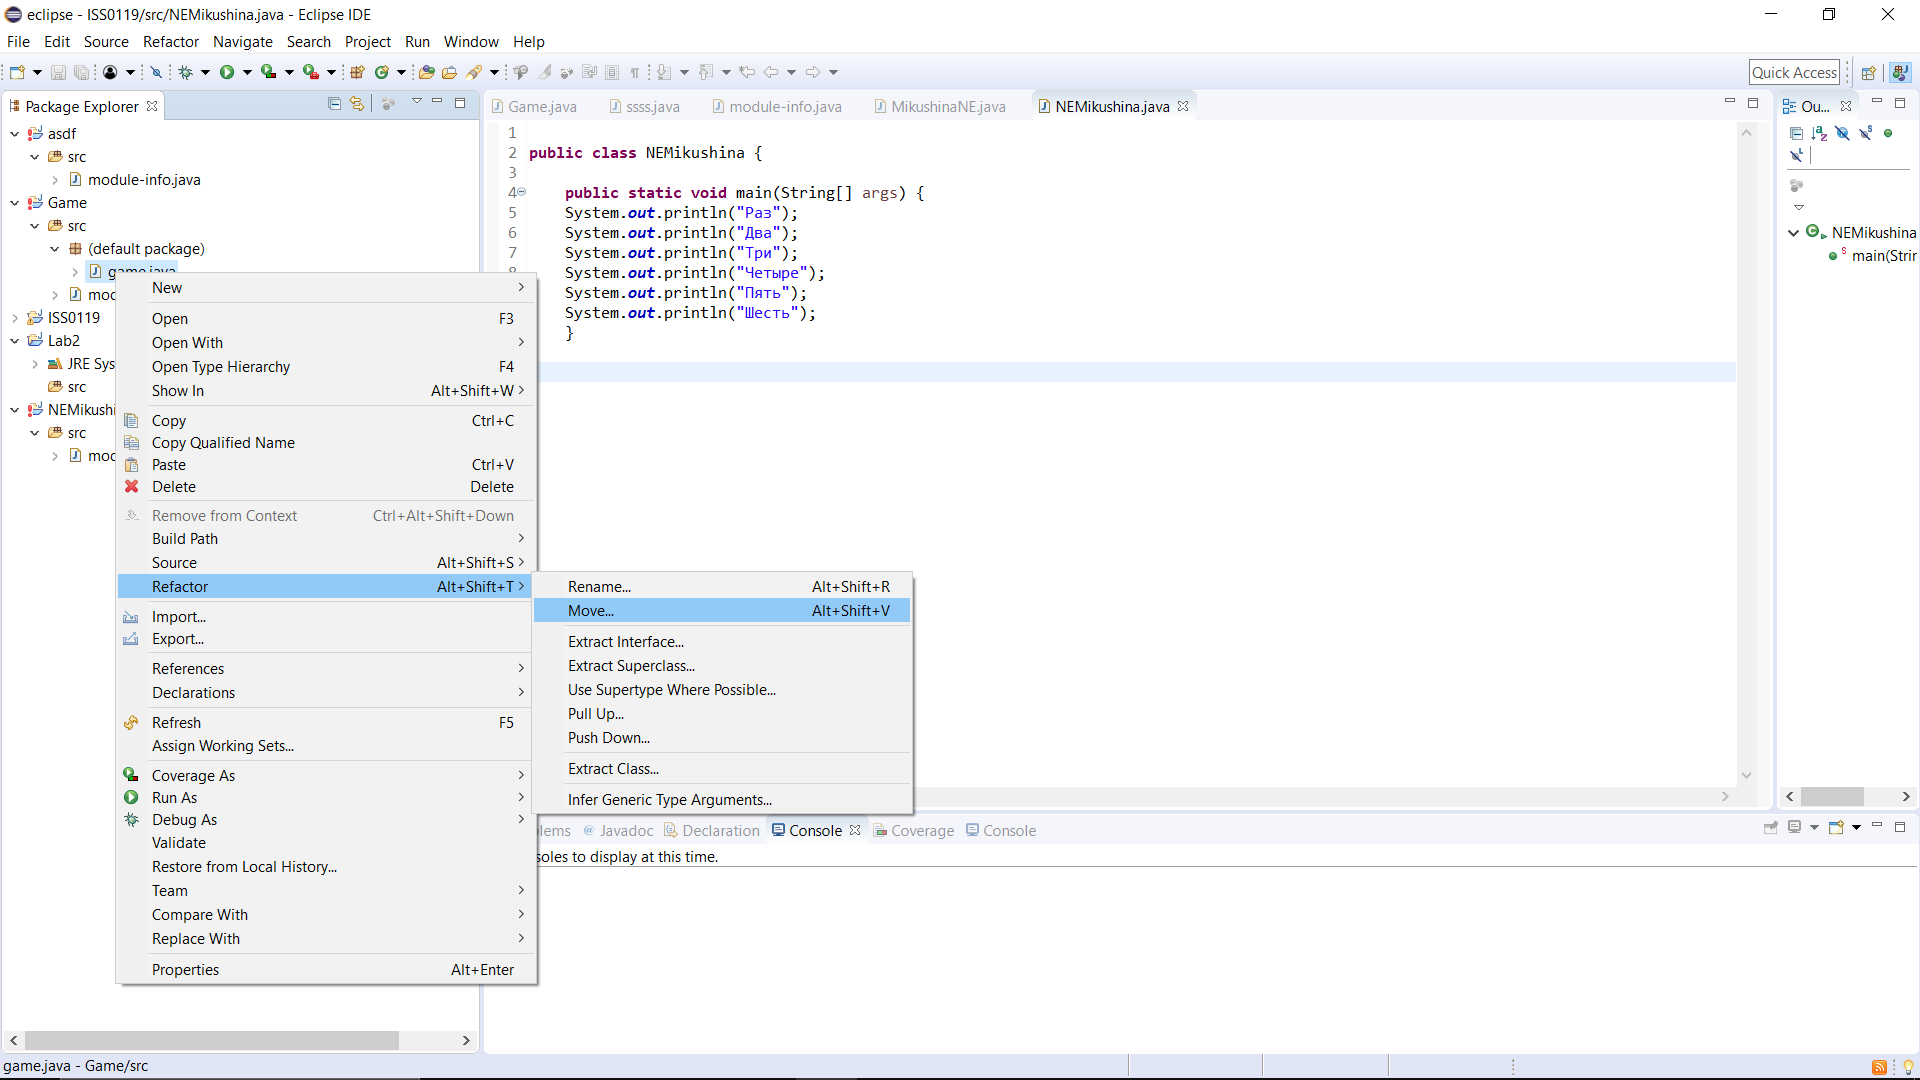 eclipse - ISS0119/src/NEMikushina.java - Eclipse IDE
File Edit Source Refactor Navigate Search Project Run Window Help
Quick Access
Package Explorer
asdf
src
module-info.java
Game
src
(default package)
game.java
ISS0119
Lab2
src
src
New
Open F3
Open With
Open Type Hierarchy F4
Show In Alt+Shift+W
Copy Ctrl+C
Copy Qualified Name
Paste Ctrl+V
Delete Delete
Remove from Context Ctrl+Alt+Shift+Down
Build Path
Source Alt+Shift+S
Refactor Alt+Shift+T
Import...
Export...
References
Declarations
Refresh F5
Assign Working Sets...
Coverage As
Run As
Debug As
Validate
Restore from Local History...
Team
Compare With
Replace With
Properties Alt+Enter
Rename... Alt+Shift+R
Move... Alt+Shift+V
Extract Interface...
Extract Superclass...
Use Supertype Where Possible...
Pull Up...
Push Down...
Extract Class...
Infer Generic Type Arguments...
Game.java ssss.java module-info.java MikushinaNE.java NEMikushina.java
1
2 public class NEMikushina {
3
4 public static void main(String[] args) {
5 System.out.println("Раз");
6 System.out.println("Два");
7 System.out.println("Три");
System.out.println("Четыре");
System.out.println("Пять");
System.out.println("Шесть");
}
Ou...
NEMikushina
main(Strir
Javadoc Declaration Console Coverage Console
soles to display at this time.
game.java - Game/src